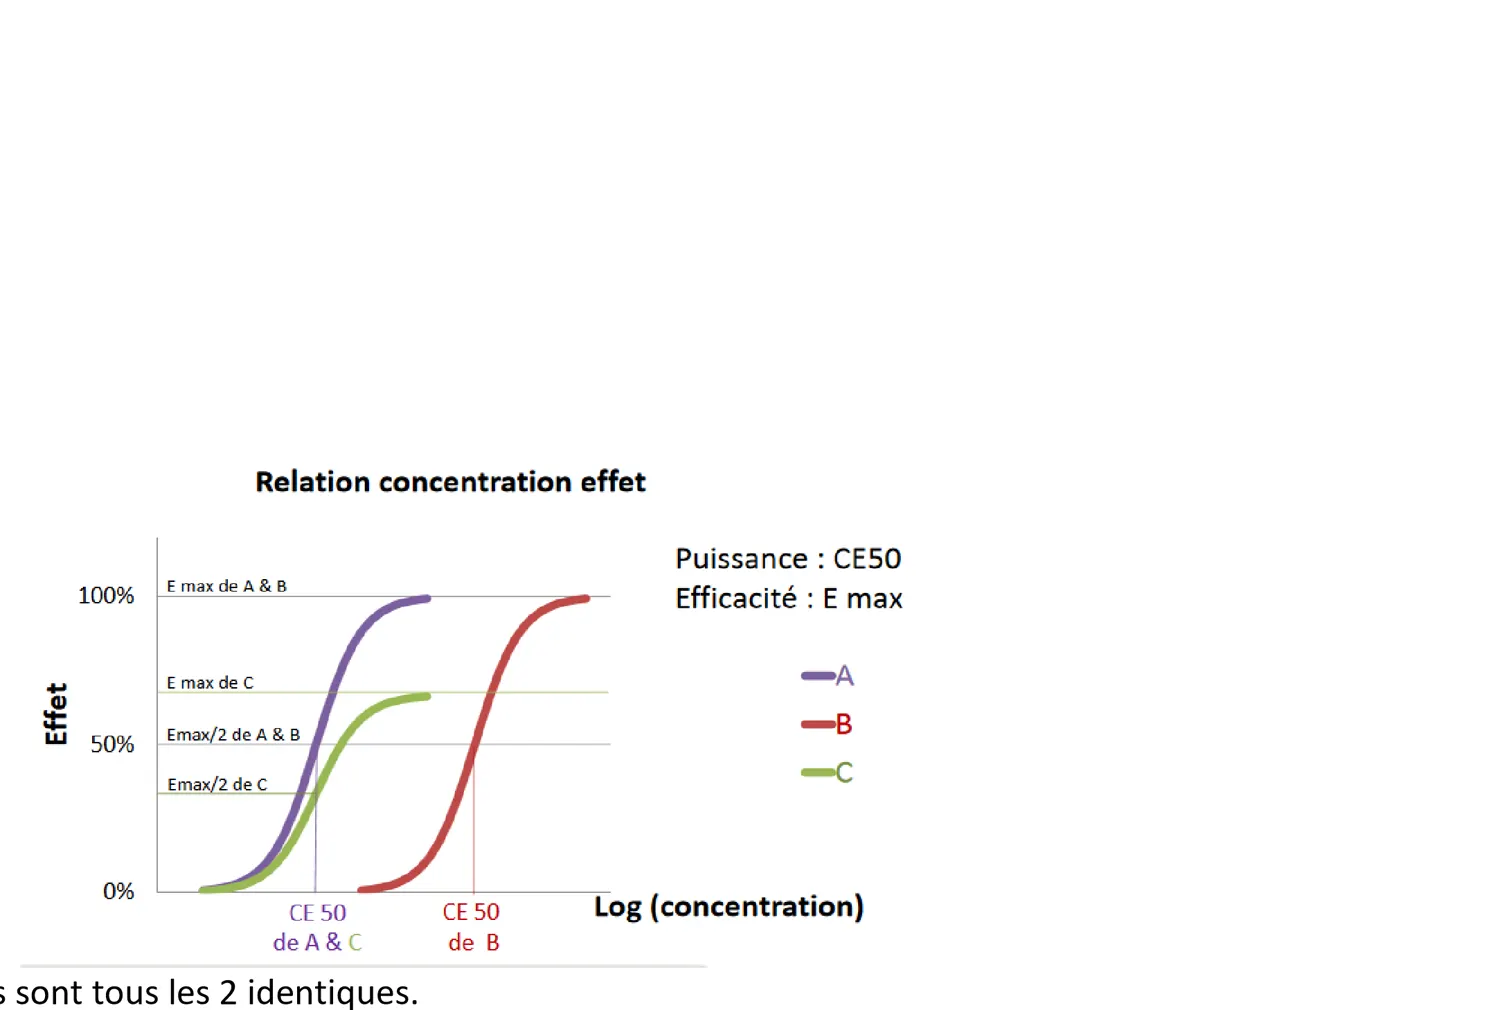 Relation concentration effet
Puissance : CE50
Efficacité : E max
E max de A & B
100%
E max de C
Emax/2 de A & B
50%
Emax/2 de C
0%
Effet
A
B
C
CE 50
de A & C
CE 50
de B
Log (concentration)
s sont tous les 2 identiques.